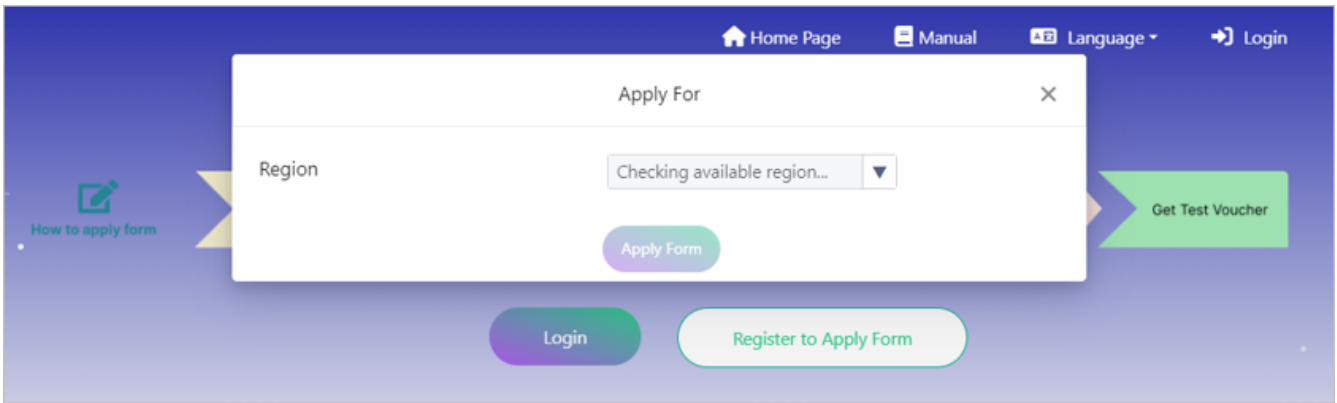 Home Page
Manual
Language
Login
Apply For
Region
Checking available region...
How to apply form
Get Test Voucher
Apply Form
Login
Register to Apply Form